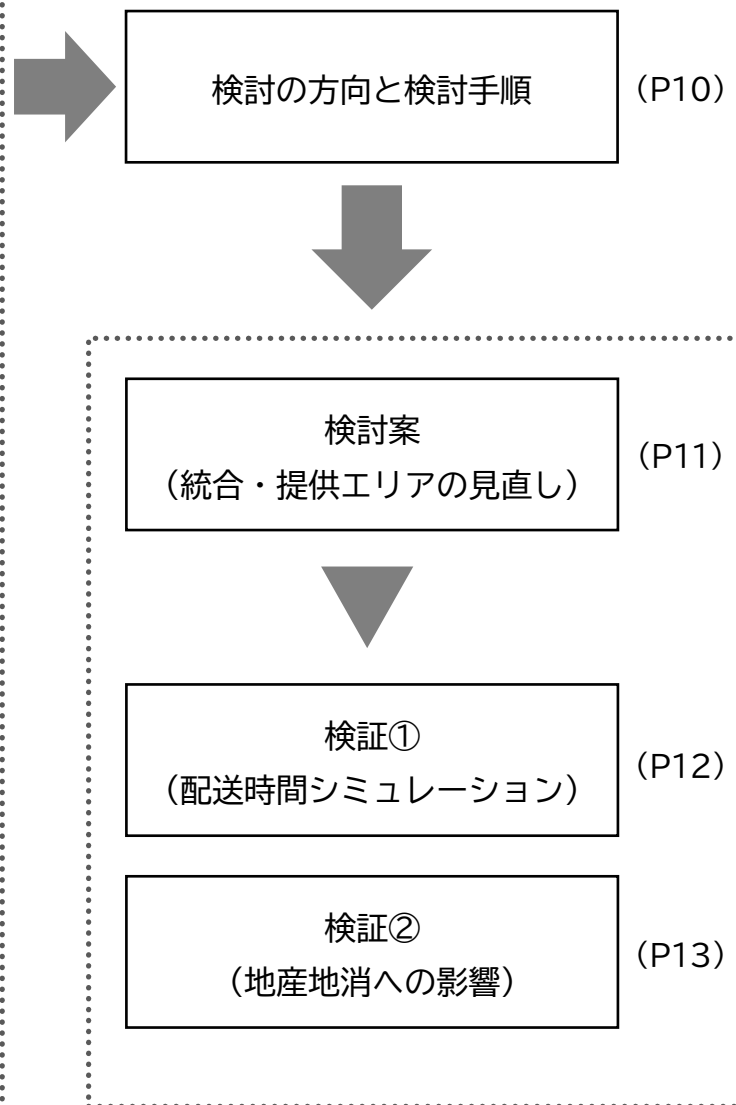 検討の方向と検討手順
（P10）
検討案
（統合・提供エリアの見直し）
（P11）
検証①
（配送時間シミュレーション）
（P12）
検証②
（地産地消への影響）
（P13）